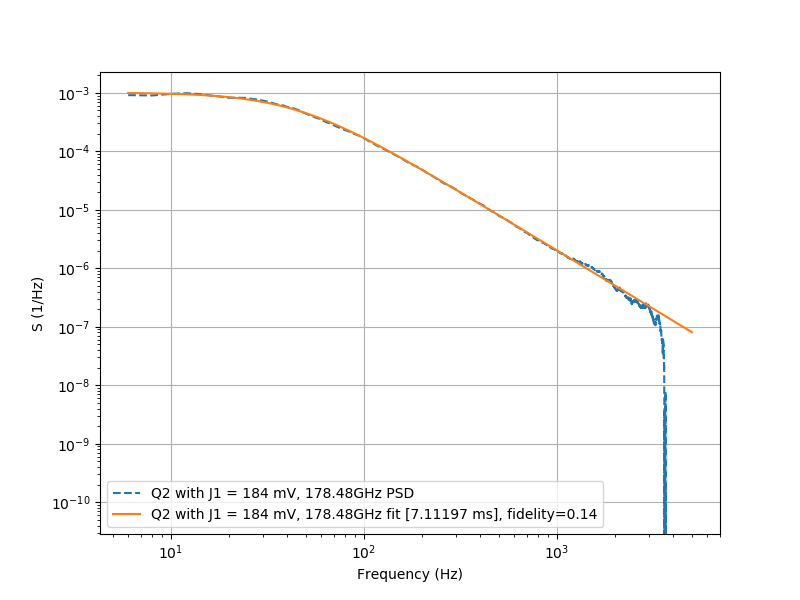 10⁻³
10⁻⁴
10⁻⁵
10⁻⁶
10⁻⁷
10⁻⁸
10⁻⁹
10⁻¹⁰
S (1/Hz)
Q2 with J1 = 184 mV, 178.48GHz PSD
Q2 with J1 = 184 mV, 178.48GHz fit [7.11197 ms], fidelity=0.14
10¹ 10² 10³
Frequency (Hz)